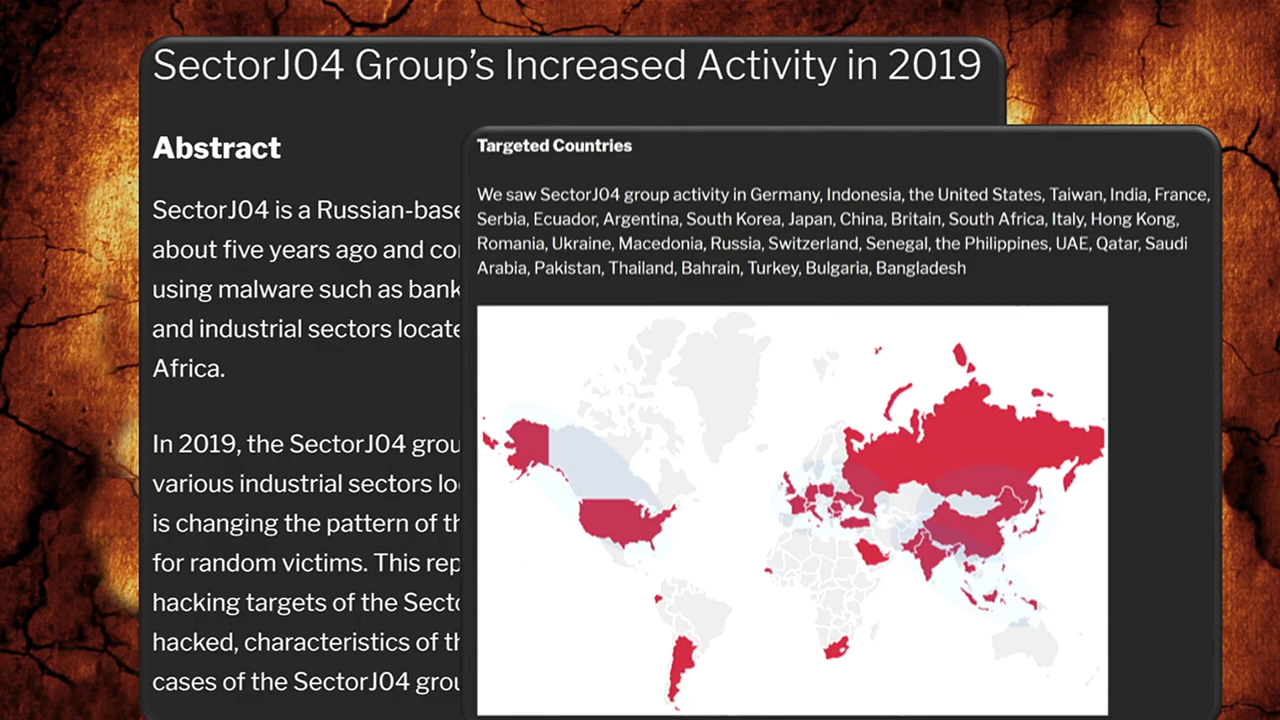 SectorJ04 Group's Increased Activity in 2019
Abstract
SectorJ04 is a Russian-base
about five years ago and co
using malware such as bank
and industrial sectors locate
Africa.
In 2019, the SectorJ04 grou
various industrial sectors lo
is changing the pattern of th
for random victims. This rep
hacking targets of the Secto
hacked, characteristics of th
cases of the SectorJ04 grou
Targeted Countries
We saw SectorJ04 group activity in Germany, Indonesia, the United States, Taiwan, India, France,
Serbia, Ecuador, Argentina, South Korea, Japan, China, Britain, South Africa, Italy, Hong Kong,
Romania, Ukraine, Macedonia, Russia, Switzerland, Senegal, the Philippines, UAE, Qatar, Saudi
Arabia, Pakistan, Thailand, Bahrain, Turkey, Bulgaria, Bangladesh